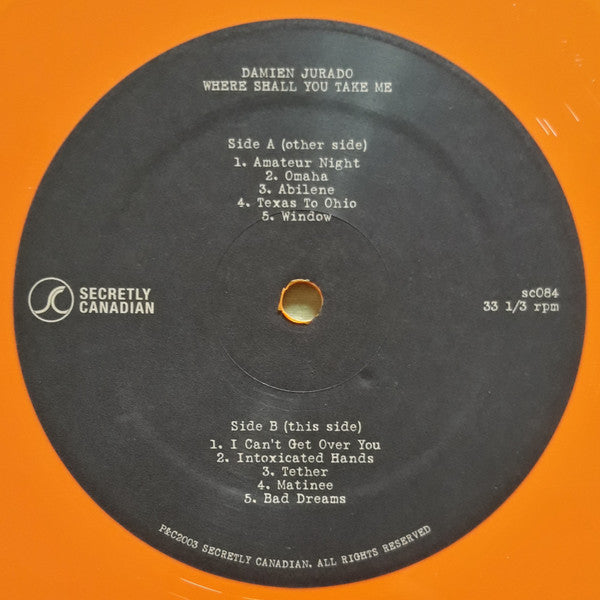 DAMIEN JURADO
WHERE SHALL YOU TAKE ME
Side A (other side)
1. Amateur Night
2. Omaha
3. Abilene
4. Texas To Ohio
5. Window
SECRETLY
CANADIAN
sc084
33 1/3 rpm
Side B (this side)
1. I Can't Get Over You
2. Intoxicated Hands
3. Tether
4. Matinee
5. Bad Dreams
P&C2003 SECRETLY CANADIAN. ALL RIGHTS RESERVED